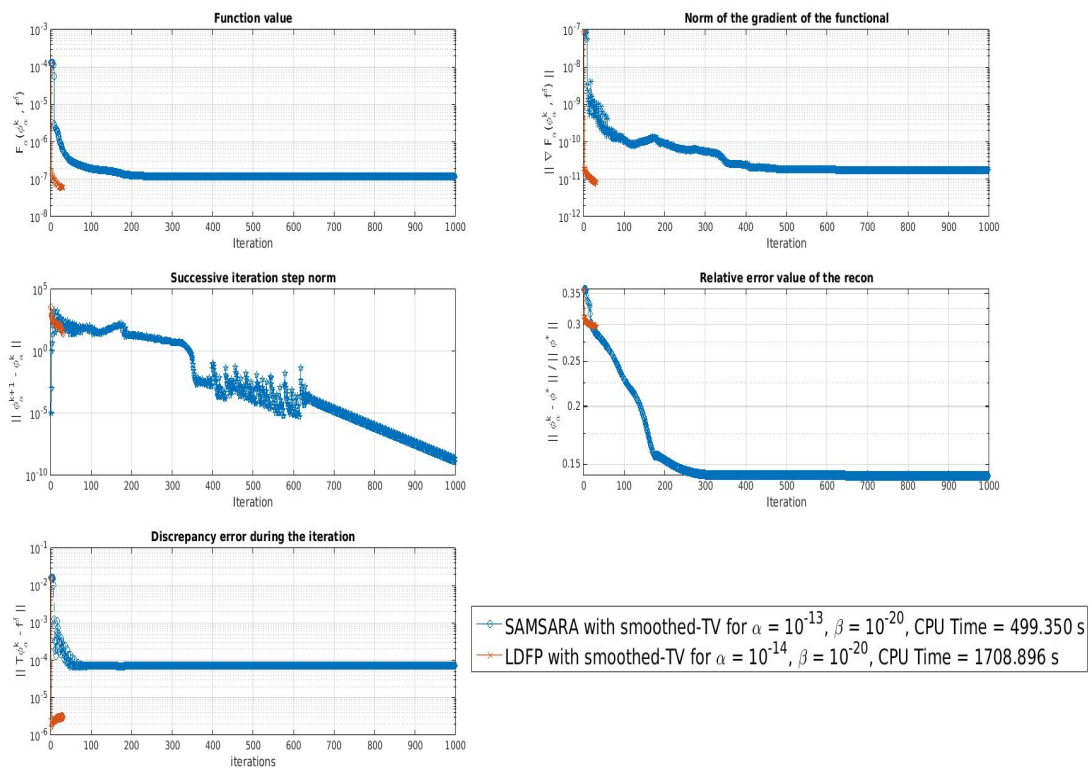 Function value
10^-3
10^-4
10^-5
10^-6
10^-7
10^-8
F_α(ϕ_α^k , f^δ)
0 100 200 300 400 500 600 700 800 900 1000
Iteration
Norm of the gradient of the functional
10^-7
10^-8
10^-9
10^-10
10^-11
10^-12
|| ∇ F_α(ϕ_α^k , f^δ) ||
0 100 200 300 400 500 600 700 800 900 1000
Iteration
Successive iteration step norm
10^5
10^0
10^-5
10^-10
|| ϕ_α^k+1 - ϕ_α^k ||
0 100 200 300 400 500 600 700 800 900 1000
Iteration
Relative error value of the recon
0.35
0.3
0.25
0.2
0.15
|| ϕ_α^k - ϕ^* || / || ϕ^* ||
0 100 200 300 400 500 600 700 800 900 1000
Iteration
Discrepancy error during the iteration
10^-1
10^-2
10^-3
10^-4
10^-5
10^-6
|| Tϕ_α^k - f^δ ||
0 100 200 300 400 500 600 700 800 900 1000
iterations
SAMSARA with smoothed-TV for α = 10^-13, β = 10^-20, CPU Time = 499.350 s
LDFP with smoothed-TV for α = 10^-14, β = 10^-20, CPU Time = 1708.896 s